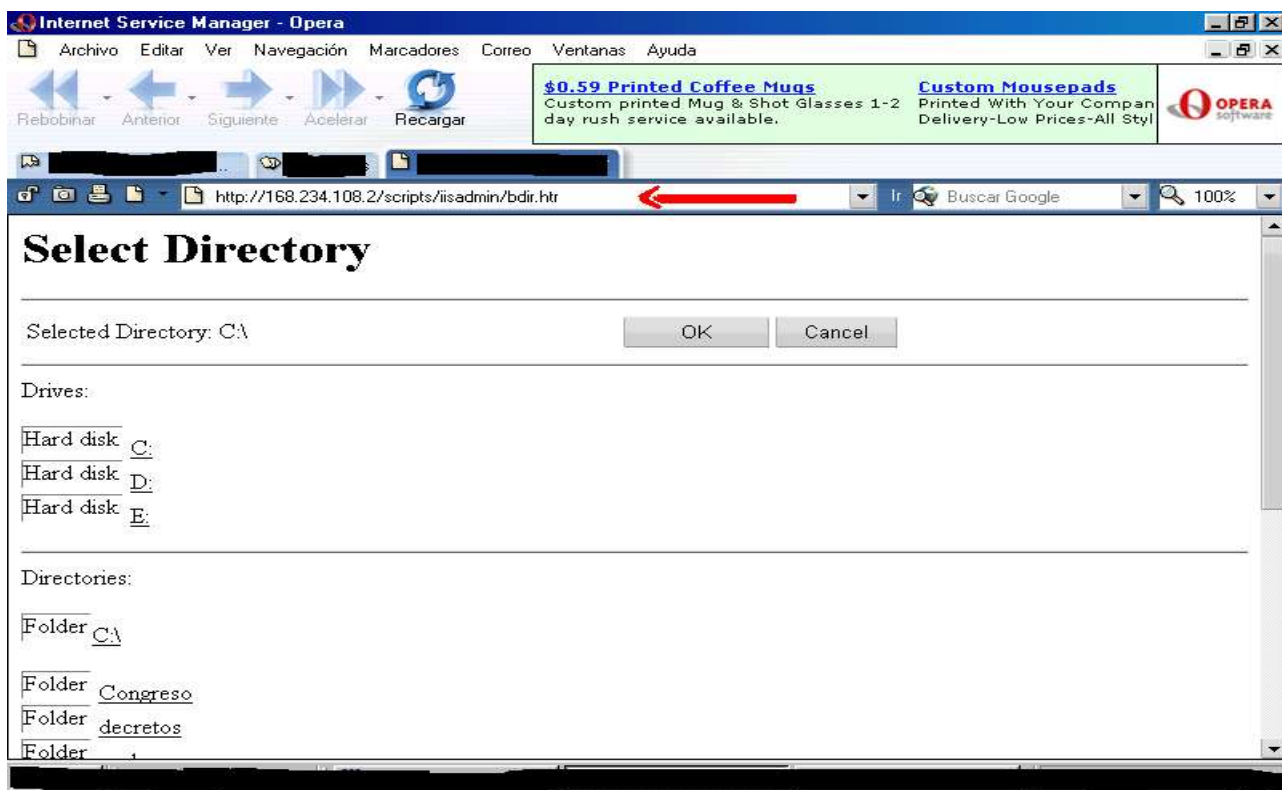 Internet Service Manager - Opera
Archivo Editar Ver Navegación Marcadores Correo Ventanas Ayuda
Rebobinar Anterior Siguiente Acelerar Recargar
$0.59 Printed Coffee Mugs
Custom printed Mug & Shot Glasses 1-2
day rush service available.
Custom Mousepads
Printed With Your Compan
Delivery-Low Prices-All Styl
OPERA
software
http://168.234.108.2/scripts/iisadmin/bdir.htr
Ir
Buscar Google
100%
Select Directory
Selected Directory: C:\
OK
Cancel
Drives:
Hard disk C:
Hard disk D:
Hard disk E:
Directories:
Folder C:\
Folder Congreso
Folder decretos
Folder